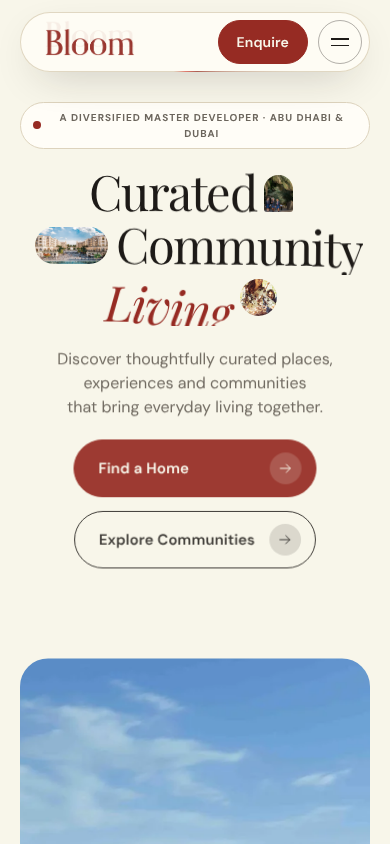 Bloom
Enquire
A DIVERSIFIED MASTER DEVELOPER · ABU DHABI &
DUBAI
Curated
Community
Living
Discover thoughtfully curated places,
experiences and communities
that bring everyday living together.
Find a Home
Explore Communities